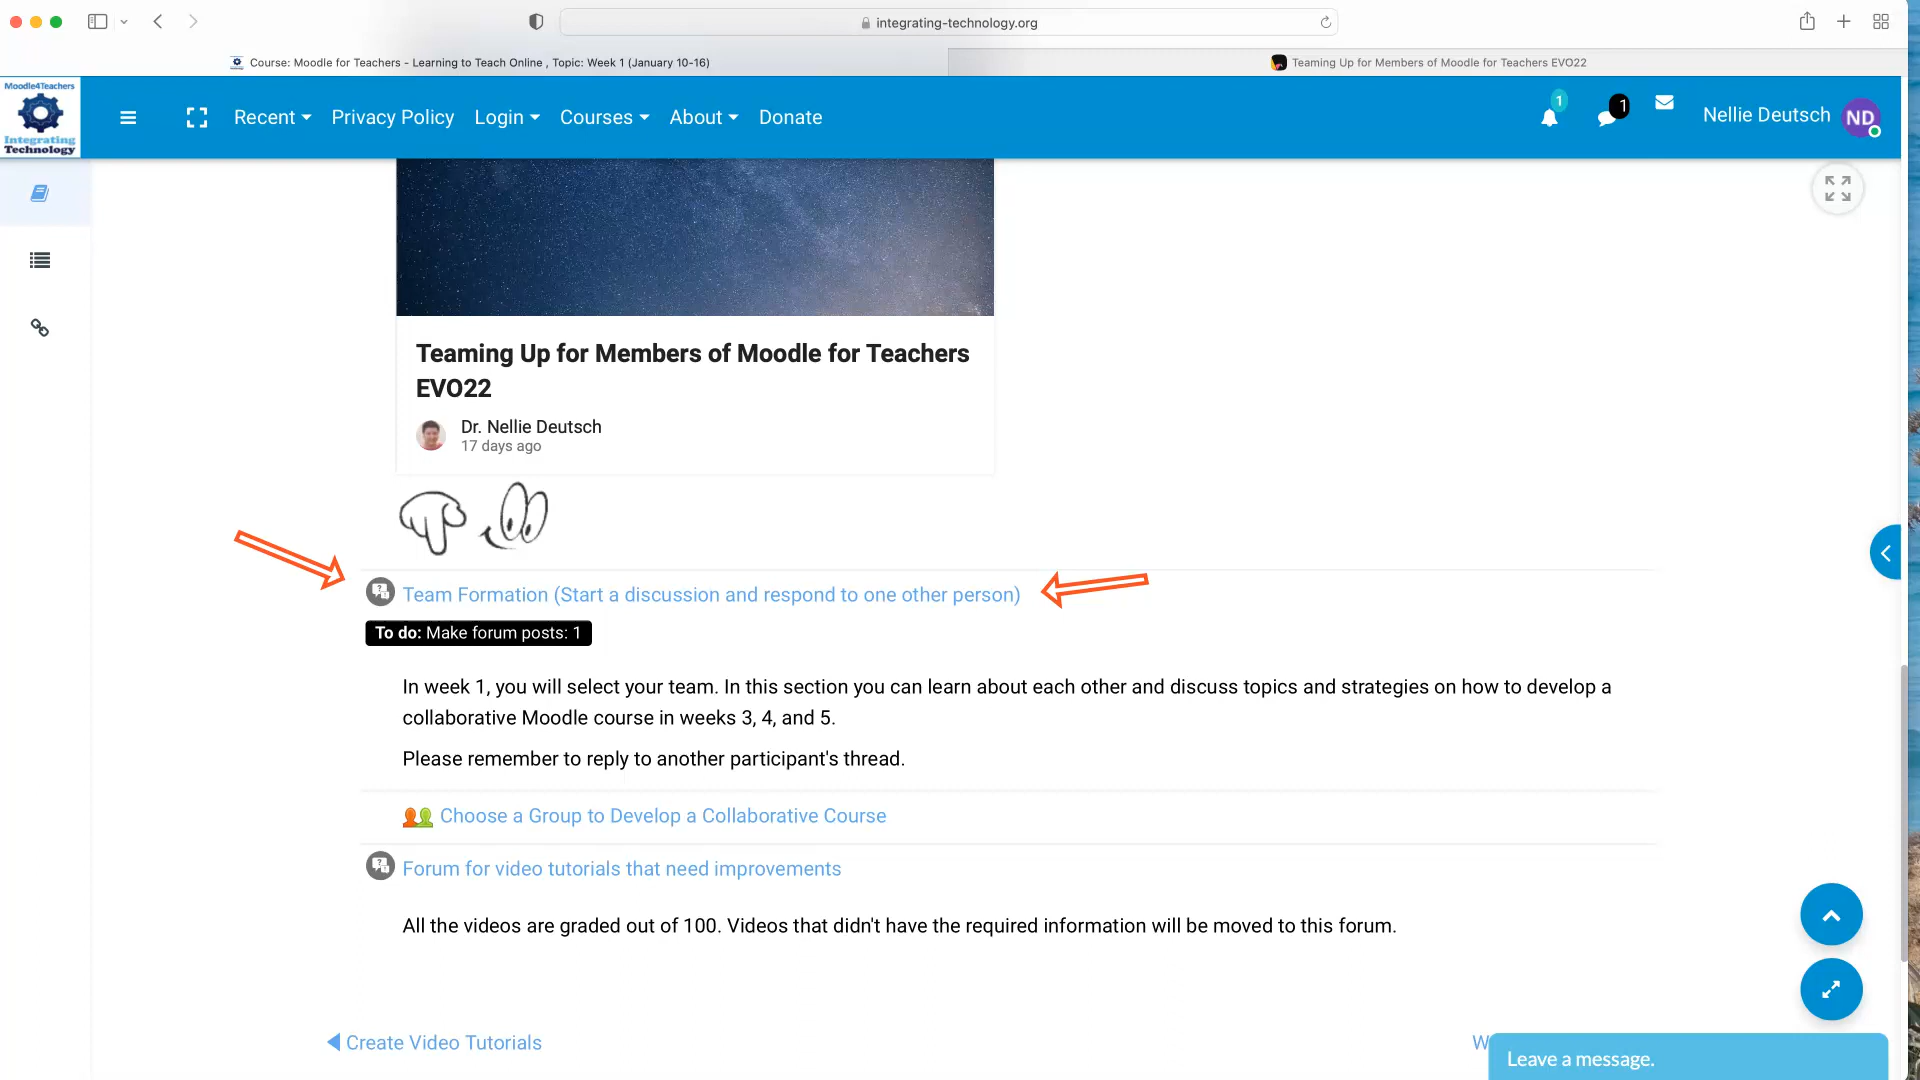 integrating-technology.org
Course: Moodle for Teachers - Learning to Teach Online , Topic: Week 1 (January 10-16)
Teaming Up for Members of Moodle for Teachers EVO22
Moodle4Teachers
Integrating
Technology
Recent
Privacy Policy
Login
Courses
About
Donate
1
1
Nellie Deutsch
ND
Teaming Up for Members of Moodle for Teachers
EVO22
Dr. Nellie Deutsch
17 days ago
Team Formation (Start a discussion and respond to one other person)
To do: Make forum posts: 1
In week 1, you will select your team. In this section you can learn about each other and discuss topics and strategies on how to develop a
collaborative Moodle course in weeks 3, 4, and 5.
Please remember to reply to another participant's thread.
Choose a Group to Develop a Collaborative Course
Forum for video tutorials that need improvements
All the videos are graded out of 100. Videos that didn't have the required information will be moved to this forum.
Create Video Tutorials
W
Leave a message.